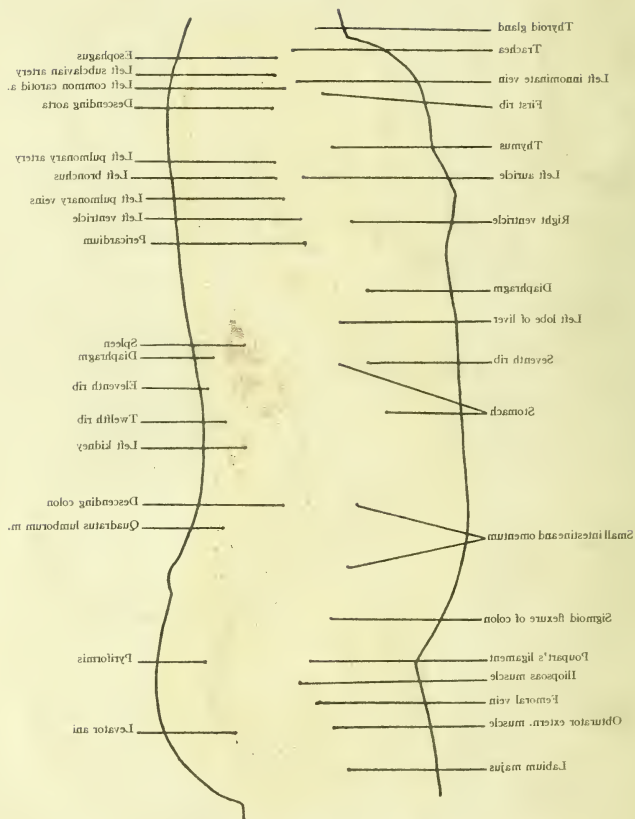 Thyroid gland
Trachea
Left innominate vein
First rib
Thymus
Left auricle
Right ventricle
Diaphragm
Left lobe of liver
Seventh rib
Stomach
Small intestine and omentum
Sigmoid flexure of colon
Poupart's ligament
Iliopsoas muscle
Femoral vein
Obturator extern. muscle
Labium majus
Esophagus
Left subclavian artery
Left common carotid a.
Descending aorta
Left pulmonary artery
Left bronchus
Left pulmonary veins
Left ventricle
Pericardium
Spleen
Diaphragm
Eleventh rib
Twelfth rib
Left kidney
Descending colon
Quadratus lumborum m.
Pyriformis
Levator ani